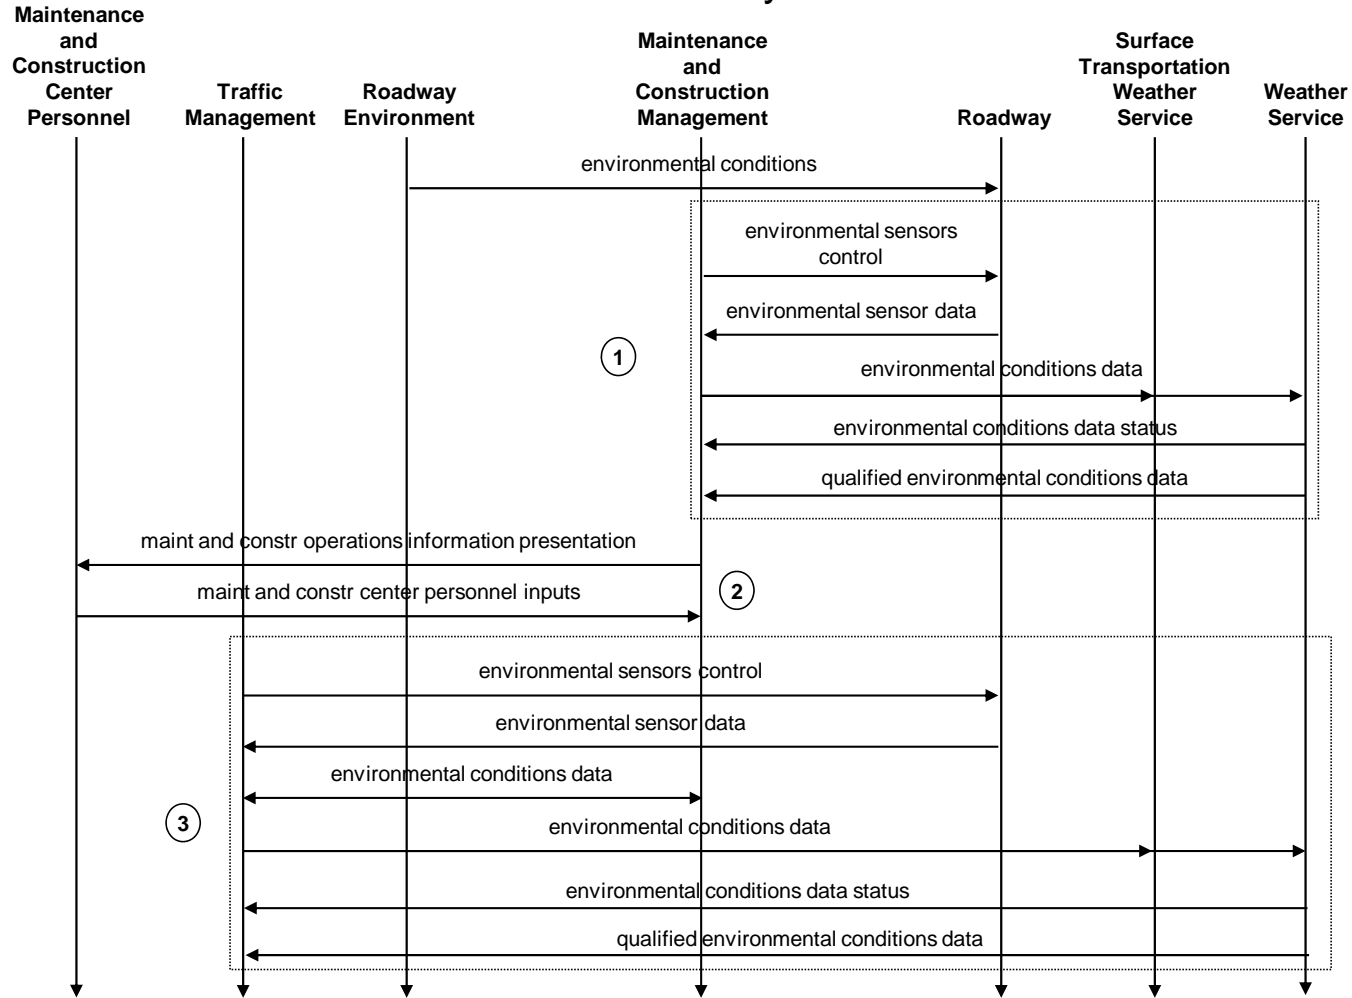 Maintenance
and
Construction
Center
Personnel
Traffic
Management
Roadway
Environment
Maintenance
and
Construction
Management
Roadway
Surface
Transportation
Weather
Service
Weather
Service
environmental conditions
environmental sensors
control
environmental sensor data
1
environmental conditions data
environmental conditions data status
qualified environmental conditions data
maint and constr operations information presentation
2
maint and constr center personnel inputs
environmental sensors control
environmental sensor data
environmental conditions data
3
environmental conditions data
environmental conditions data status
qualified environmental conditions data